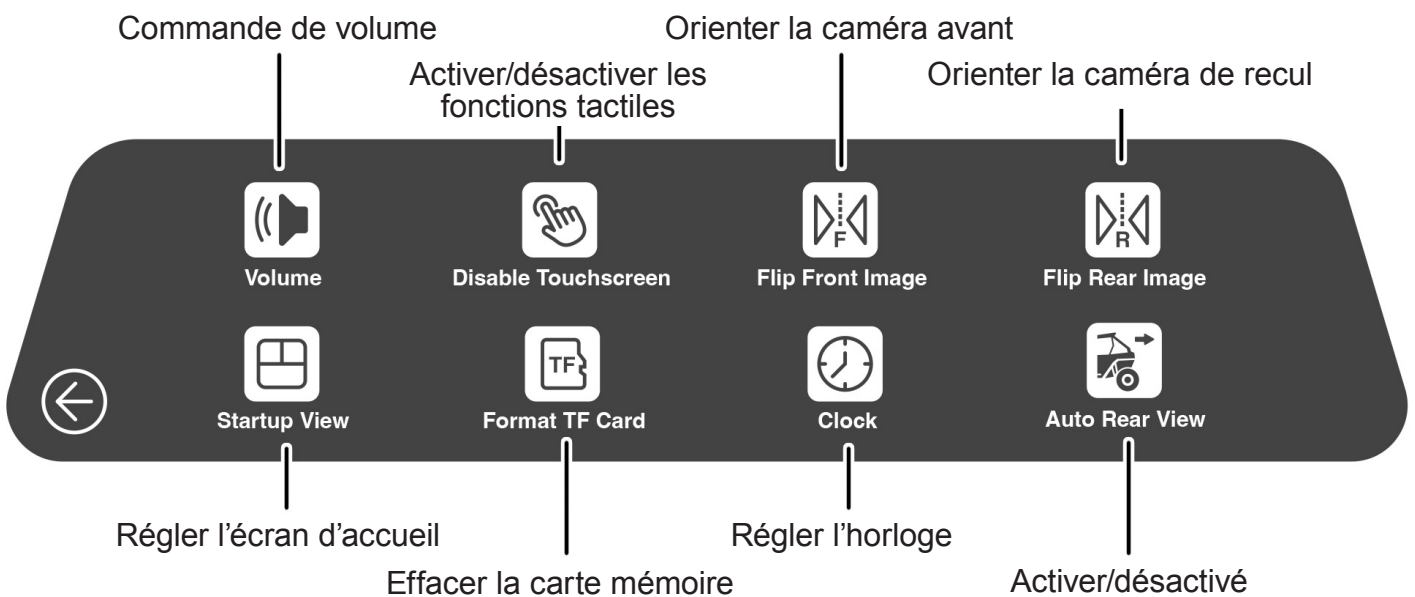 Commande de volume
Orienter la caméra avant
Activer/désactiver les
fonctions tactiles
Orienter la caméra de recul
F
R
Volume
Disable Touchscreen
Flip Front Image
Flip Rear Image
TF
Startup View
Format TF Card
Clock
Auto Rear View
Régler l'écran d'accueil
Régler l'horloge
Effacer la carte mémoire
Activer/désactivé